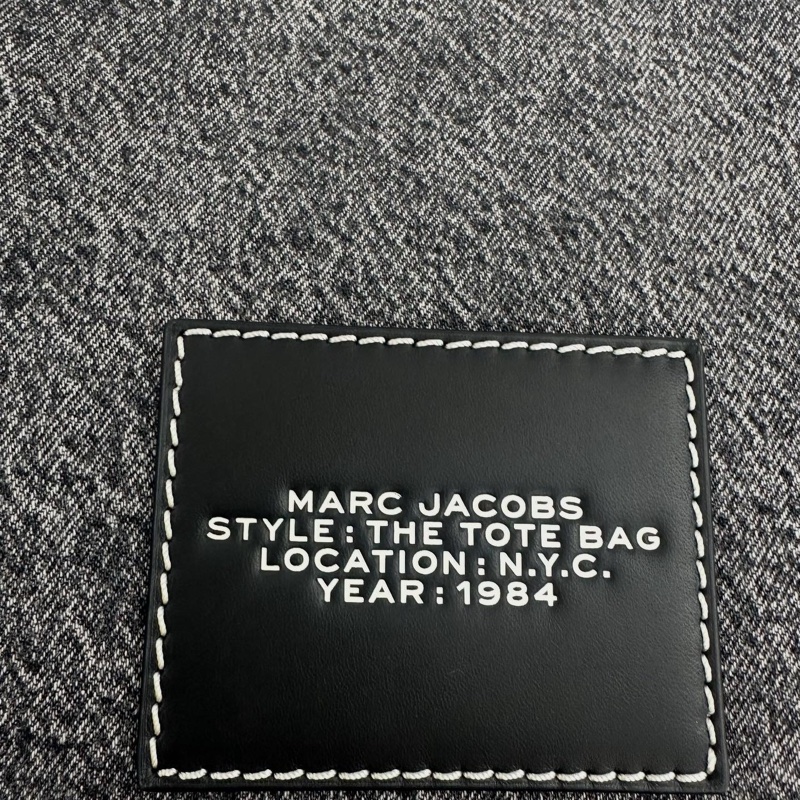 MARC JACOBS
STYLE: THE TOTE BAG
LOCATION: N.Y.C.
YEAR: 1984